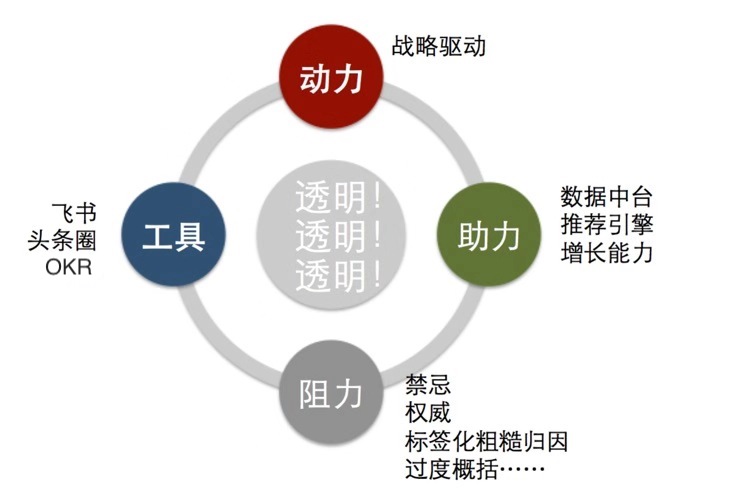 动力
战略驱动
工具
飞书
头条圈
OKR
透明!
透明!
透明!
助力
数据中台
推荐引擎
增长能力
阻力
禁忌
权威
标签化粗糙归因
过度概括……